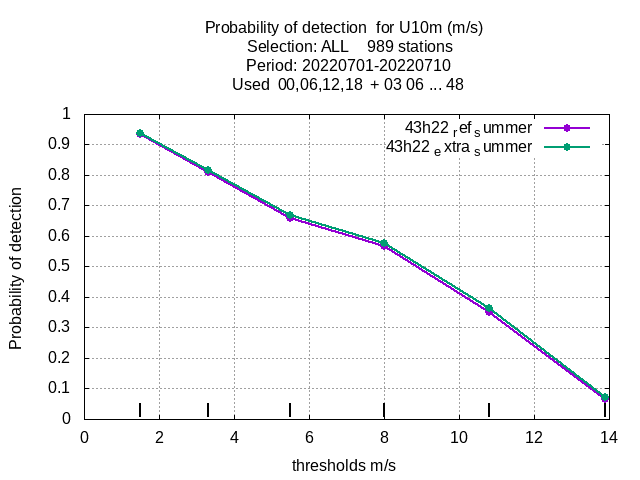 Probability of detection  for U10m (m/s)
Selection: ALL    989 stations
Period: 20220701-20220710
Used  00,06,12,18  + 03 06 ... 48
43h22 ref summer
43h22 extra summer
Probability of detection
1
0.9
0.8
0.7
0.6
0.5
0.4
0.3
0.2
0.1
0
0 2 4 6 8 10 12 14
thresholds m/s